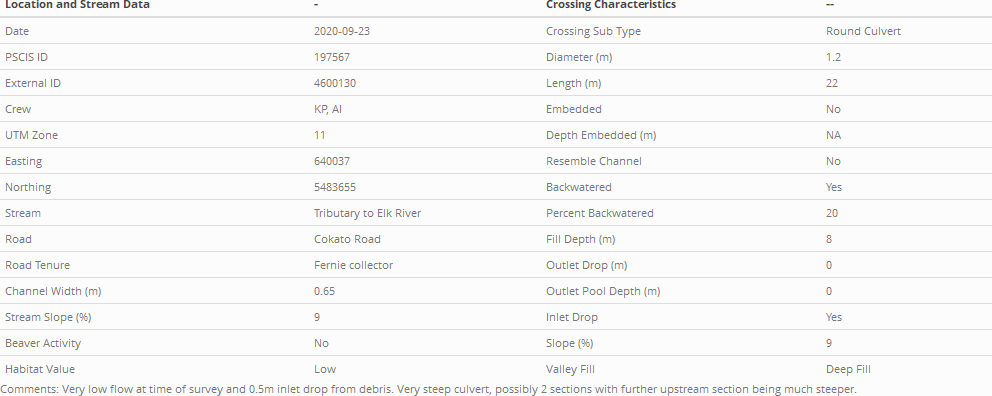 Location and Stream Data - Crossing Characteristics --
Date 2020-09-23 Crossing Sub Type Round Culvert
PSCIS ID 197567 Diameter (m) 1.2
External ID 4600130 Length (m) 22
Crew KP, AI Embedded No
UTM Zone 11 Depth Embedded (m) NA
Easting 640037 Resemble Channel No
Northing 5483655 Backwatered Yes
Stream Tributary to Elk River Percent Backwatered 20
Road Cokato Road Fill Depth (m) 8
Road Tenure Fernie collector Outlet Drop (m) 0
Channel Width (m) 0.65 Outlet Pool Depth (m) 0
Stream Slope (%) 9 Inlet Drop Yes
Beaver Activity No Slope (%) 9
Habitat Value Low Valley Fill Deep Fill
Comments: Very low flow at time of survey and 0.5m inlet drop from debris. Very steep culvert, possibly 2 sections with further upstream section being much steeper.